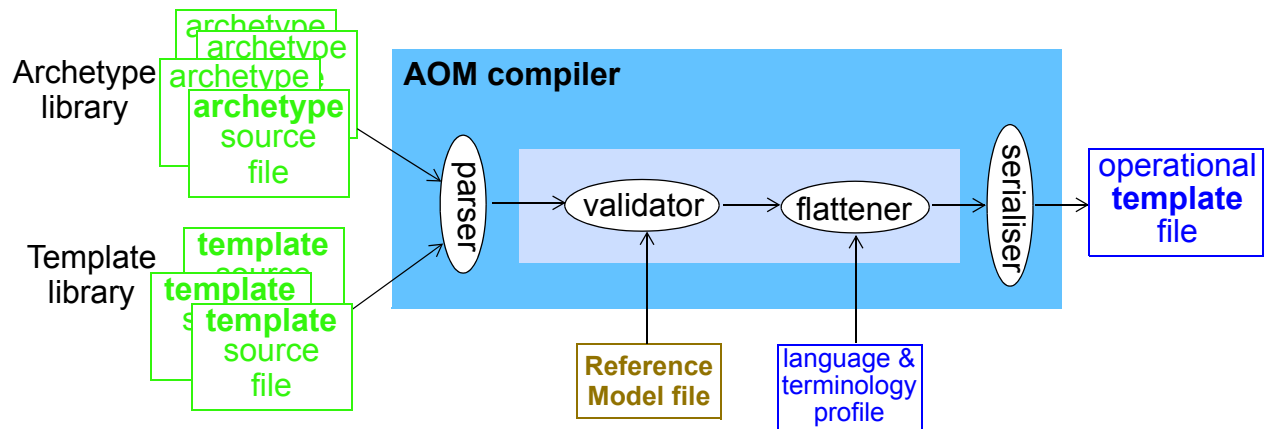 archetype
archetype
archetype
archetype
source
file
Archetype
library
AOM compiler
parser
validator
flattener
serialiser
operational
template
file
Template
library
template
template
template
source
file
Reference
Model file
language &
terminology
profile